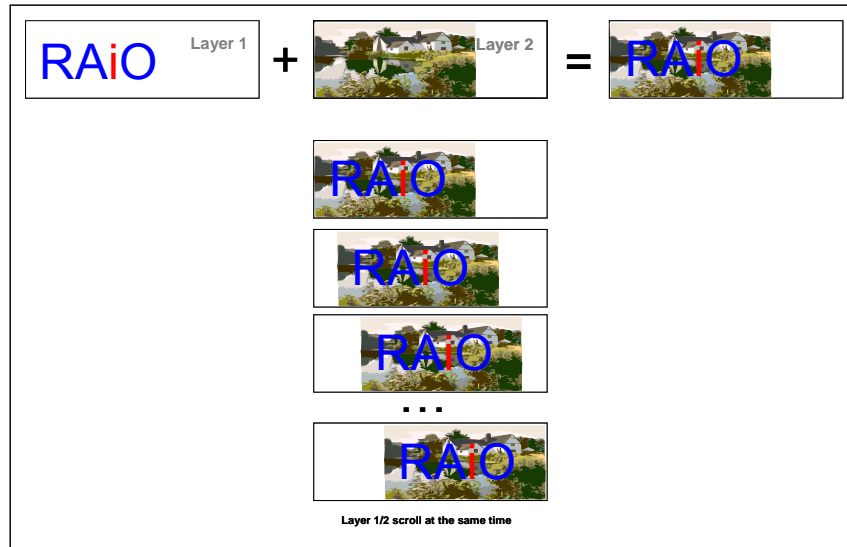 RAiO Layer 1 + Layer 2 = RAiO
RAiO
RAiO
RAiO
...
RAiO
Layer 1/2 scroll at the same time